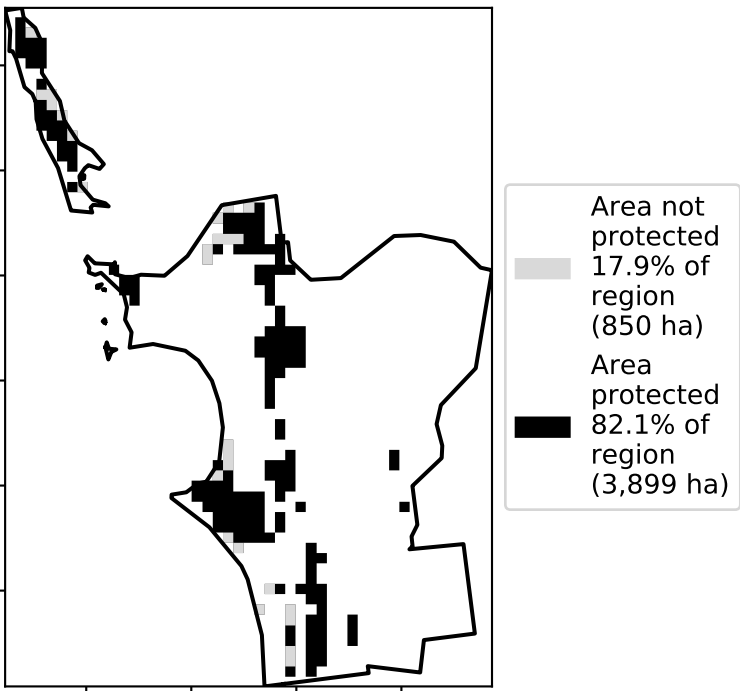 Area not
protected
17.9% of
region
(850 ha)
Area
protected
82.1% of
region
(3,899 ha)